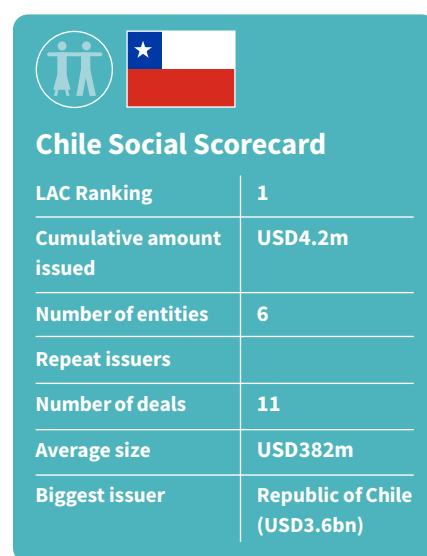 Chile Social Scorecard
LAC Ranking 1
Cumulative amount USD4.2m
issued
Number of entities 6
Repeat issuers
Number of deals 11
Average size USD382m
Biggest issuer Republic of Chile
(USD3.6bn)